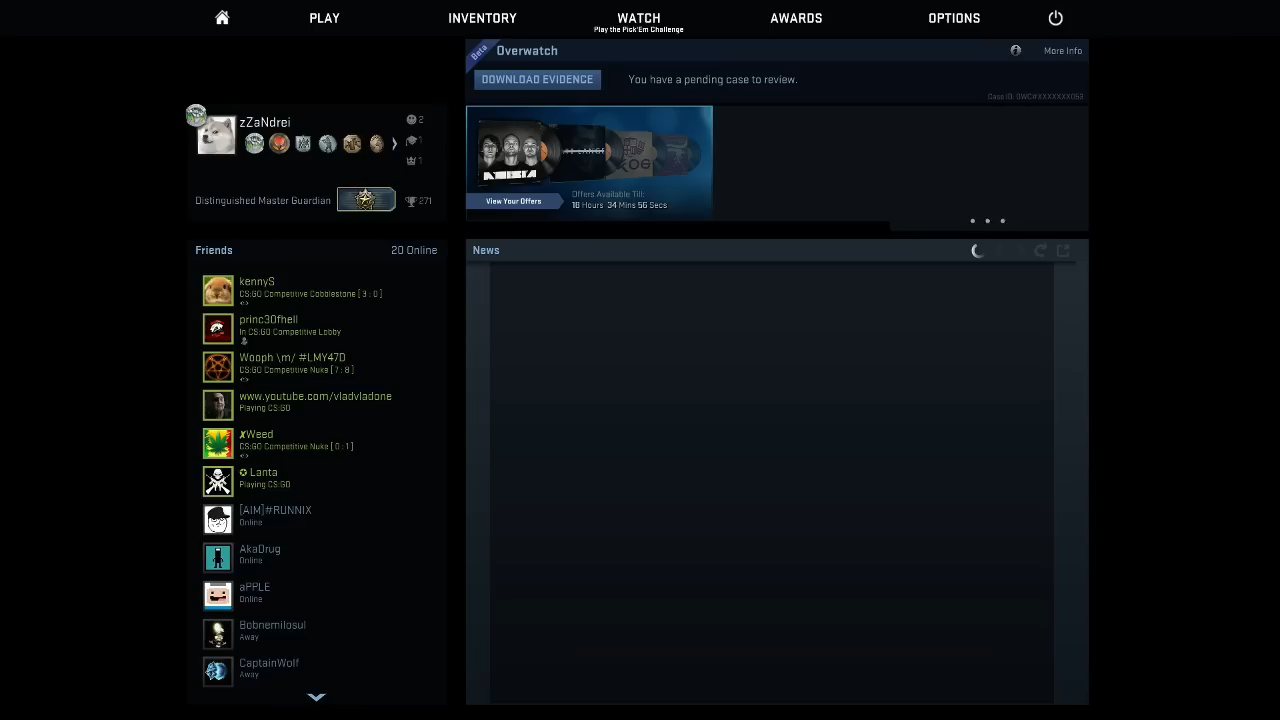 PLAY
INVENTORY
WATCH
Play the Pick'Em Challenge
AWARDS
OPTIONS
Beta
Overwatch
More Info
DOWNLOAD EVIDENCE
You have a pending case to review.
Case ID: OWC#XXXXXXX053
zZaNdrei
2
1
1
Distinguished Master Guardian
271
View Your Offers
Offers Available Till:
18 Hours 34 Mins 56 Secs
Friends
20 Online
News
kennyS
CS:GO Competitive Cobblestone [ 3 : 0 ]
princ30fhell
In CS:GO Competitive Lobby
Wooph \m/ #LMY47D
CS:GO Competitive Nuke [ 7 : 8 ]
www.youtube.com/vladvladone
Playing CS:GO
✘Weed
CS:GO Competitive Nuke [ 0 : 1 ]
✪ Lanta
Playing CS:GO
[AIM]#RUNNIX
Online
AkaDrug
Online
aPPLE
Online
Bobnemilosul
Away
CaptainWolf
Away